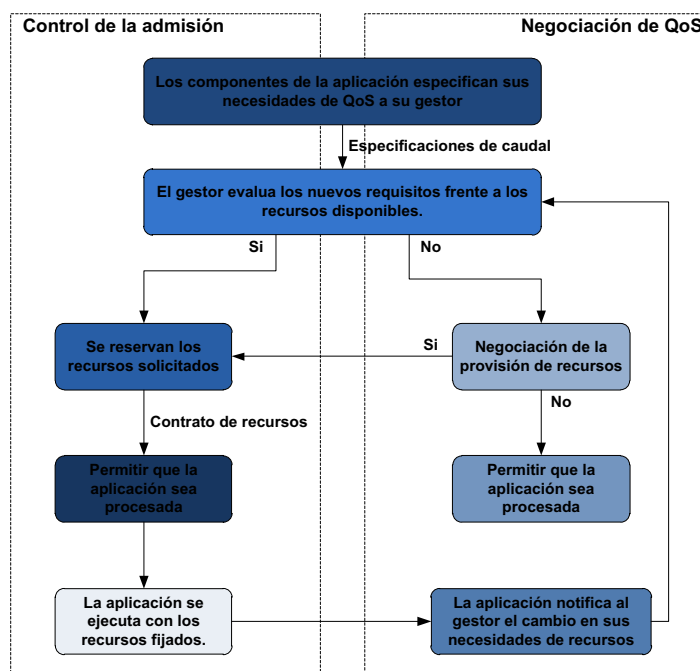 Control de la admisión
Negociación de QoS
Los componentes de la aplicación especifican sus
necesidades de QoS a su gestor
Especificaciones de caudal
El gestor evalua los nuevos requisitos frente a los
recursos disponibles.
Si
No
Se reservan los
recursos solicitados
Si
Negociación de la
provisión de recursos
Contrato de recursos
No
Permitir que la
aplicación sea
procesada
Permitir que la
aplicación sea
procesada
La aplicación se
ejecuta con los
recursos fijados.
La aplicación notifica al
gestor el cambio en sus
necesidades de recursos